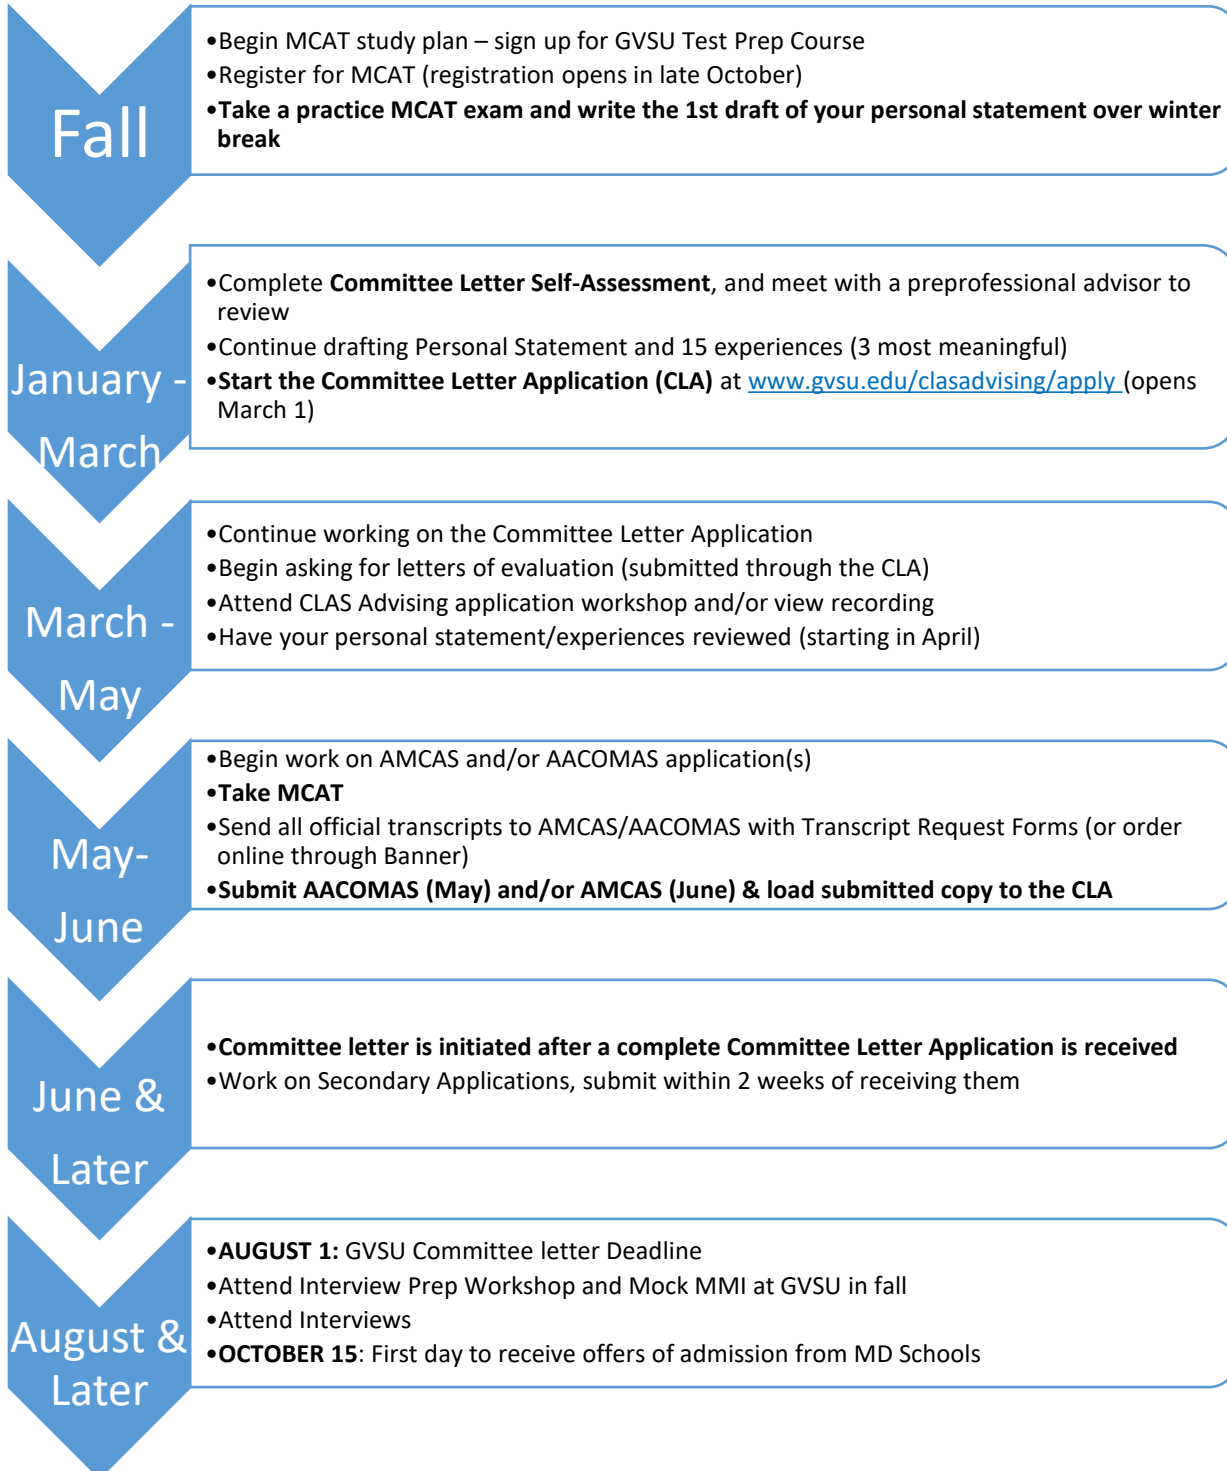 Fall
•Begin MCAT study plan – sign up for GVSU Test Prep Course
•Register for MCAT (registration opens in late October)
•Take a practice MCAT exam and write the 1st draft of your personal statement over winter
break
January -
March
•Complete Committee Letter Self-Assessment, and meet with a preprofessional advisor to
review
•Continue drafting Personal Statement and 15 experiences (3 most meaningful)
•Start the Committee Letter Application (CLA) at www.gvsu.edu/clasadvising/apply (opens
March 1)
March -
May
•Continue working on the Committee Letter Application
•Begin asking for letters of evaluation (submitted through the CLA)
•Attend CLAS Advising application workshop and/or view recording
•Have your personal statement/experiences reviewed (starting in April)
May-
June
•Begin work on AMCAS and/or AACOMAS application(s)
•Take MCAT
•Send all official transcripts to AMCAS/AACOMAS with Transcript Request Forms (or order
online through Banner)
•Submit AACOMAS (May) and/or AMCAS (June) & load submitted copy to the CLA
June &
Later
•Committee letter is initiated after a complete Committee Letter Application is received
•Work on Secondary Applications, submit within 2 weeks of receiving them
August &
Later
•AUGUST 1: GVSU Committee letter Deadline
•Attend Interview Prep Workshop and Mock MMI at GVSU in fall
•Attend Interviews
•OCTOBER 15: First day to receive offers of admission from MD Schools